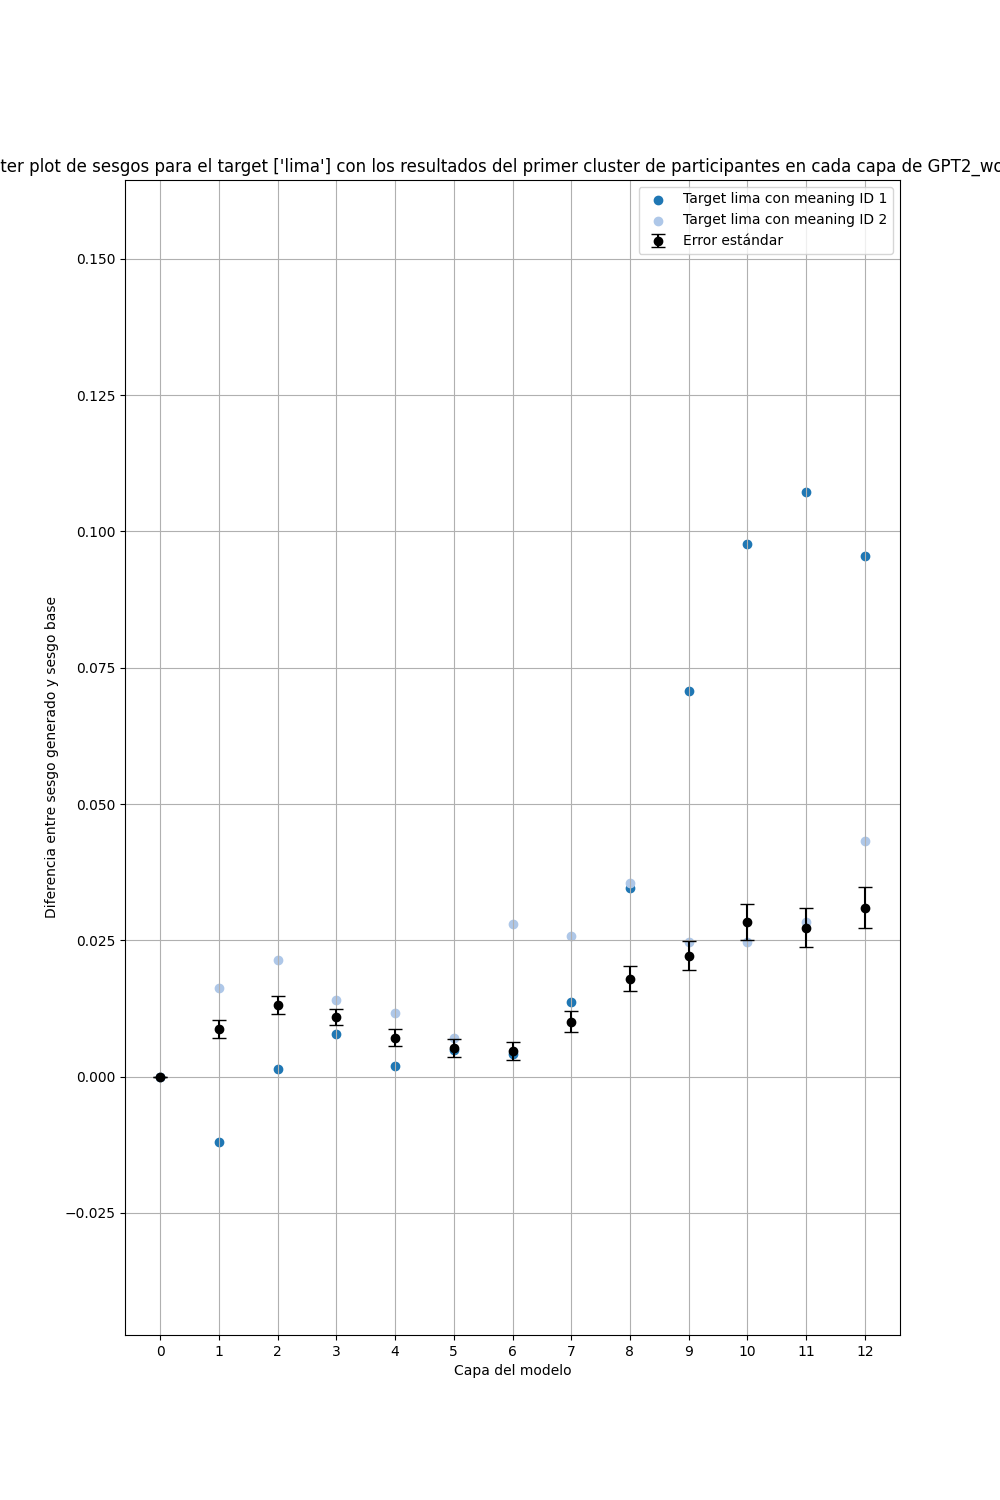 plot de sesgos para el target ['lima'] con los resultados del primer cluster de participantes en cada capa de
Target lima con meaning ID 1
Target lima con meaning ID 2
Error estándar
0.150
0.125
0.100
0.075
0.050
0.025
0.000
−0.025
Diferencia entre sesgo generado y sesgo base
0 1 2 3 4 5 6 7 8 9 10 11 12
Capa del modelo